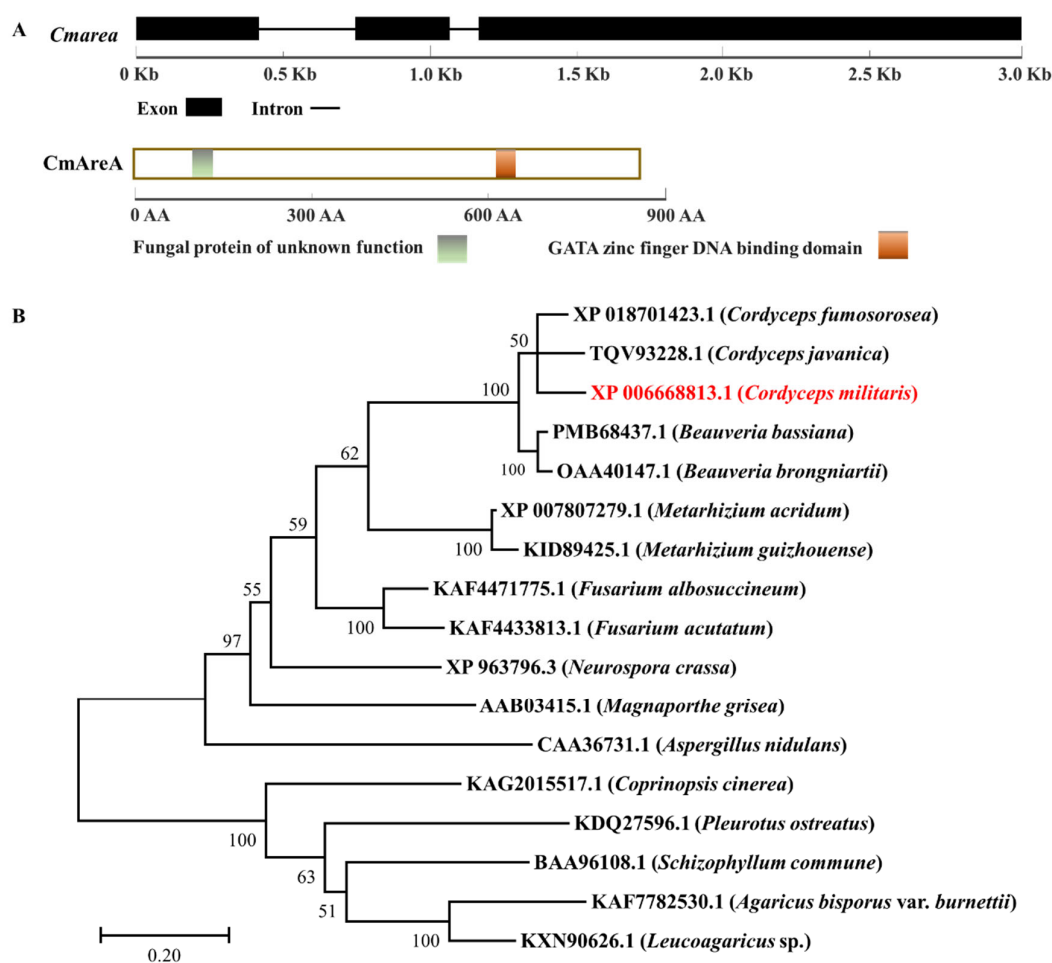 A
Cmarea
0 Kb 0.5 Kb 1.0 Kb 1.5 Kb 2.0 Kb 2.5 Kb 3.0 Kb
Exon Intron
CmAreA
0 AA 300 AA 600 AA 900 AA
Fungal protein of unknown function GATA zinc finger DNA binding domain
B
XP 018701423.1 (Cordyceps fumosorosea)
50
TQV93228.1 (Cordyceps javanica)
100
XP 006668813.1 (Cordyceps militaris)
PMB68437.1 (Beauveria bassiana)
62
100
OAA40147.1 (Beauveria brongniartii)
XP 007807279.1 (Metarhizium acridum)
59
100
KID89425.1 (Metarhizium guizhouense)
KAF4471775.1 (Fusarium albosuccineum)
55
100
KAF4433813.1 (Fusarium acutatum)
97
XP 963796.3 (Neurospora crassa)
AAB03415.1 (Magnaporthe grisea)
CAA36731.1 (Aspergillus nidulans)
KAG2015517.1 (Coprinopsis cinerea)
KDQ27596.1 (Pleurotus ostreatus)
100
BAA96108.1 (Schizophyllum commune)
63
KAF7782530.1 (Agaricus bisporus var. burnettii)
51
100
KXN90626.1 (Leucoagaricus sp.)
0.20